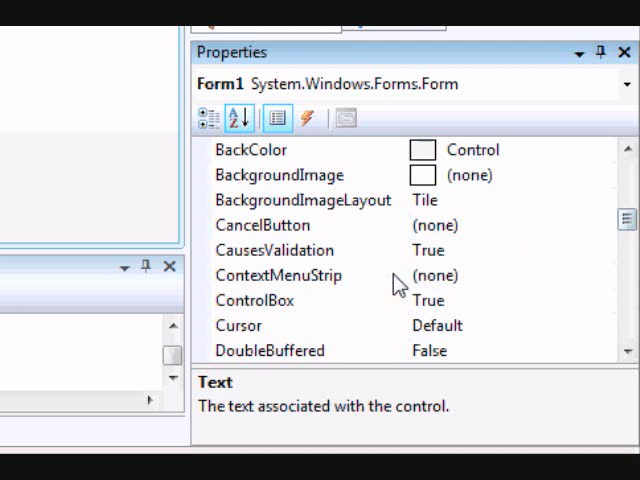 Properties
Form1 System.Windows.Forms.Form
BackColor Control
BackgroundImage (none)
BackgroundImageLayout Tile
CancelButton (none)
CausesValidation True
ContextMenuStrip (none)
ControlBox True
Cursor Default
DoubleBuffered False
Text
The text associated with the control.